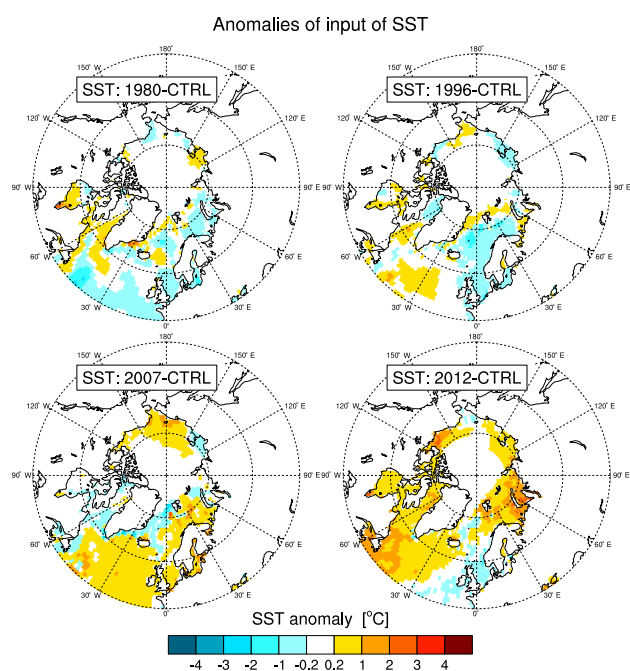 Anomalies of input of SST
180°
150° W
150° E
SST: 1980-CTRL
120° W
120° E
90° W
90° E
60° W
60° E
30° W
30° E
0°
180°
150° W
150° E
SST: 1996-CTRL
120° W
120° E
90° W
90° E
60° W
60° E
30° W
30° E
0°
180°
150° W
150° E
SST: 2007-CTRL
120° W
120° E
90° W
90° E
60° W
60° E
30° W
30° E
0°
180°
150° W
150° E
SST: 2012-CTRL
120° W
120° E
90° W
90° E
60° W
60° E
30° W
30° E
0°
SST anomaly [°C]
-4 -3 -2 -1 -0.2 0.2 1 2 3 4